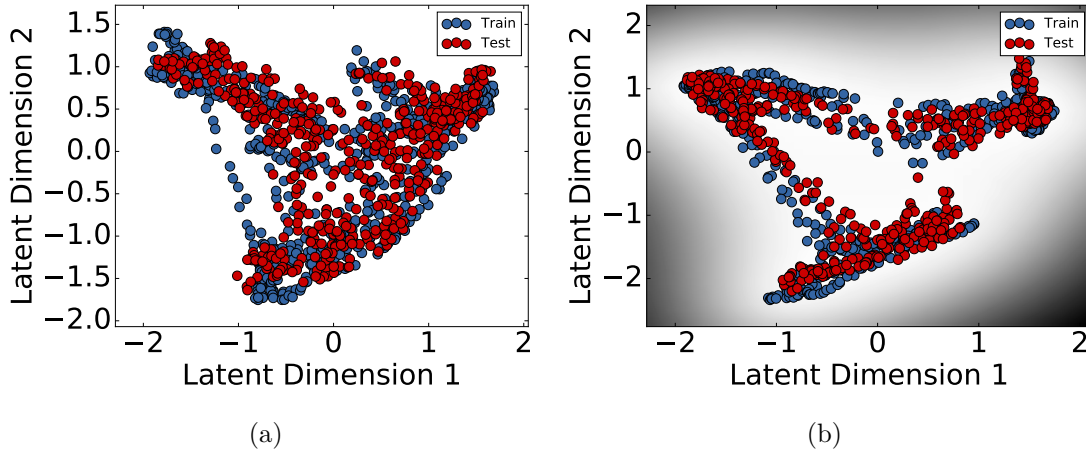 1.5
1.0
0.5
0.0
−0.5
−1.0
−1.5
−2.0
Latent Dimension 2
−2 −1 0 1 2
Latent Dimension 1
Train
Test
(a)
2
1
0
−1
−2
Latent Dimension 2
−2 −1 0 1 2
Latent Dimension 1
Train
Test
(b)